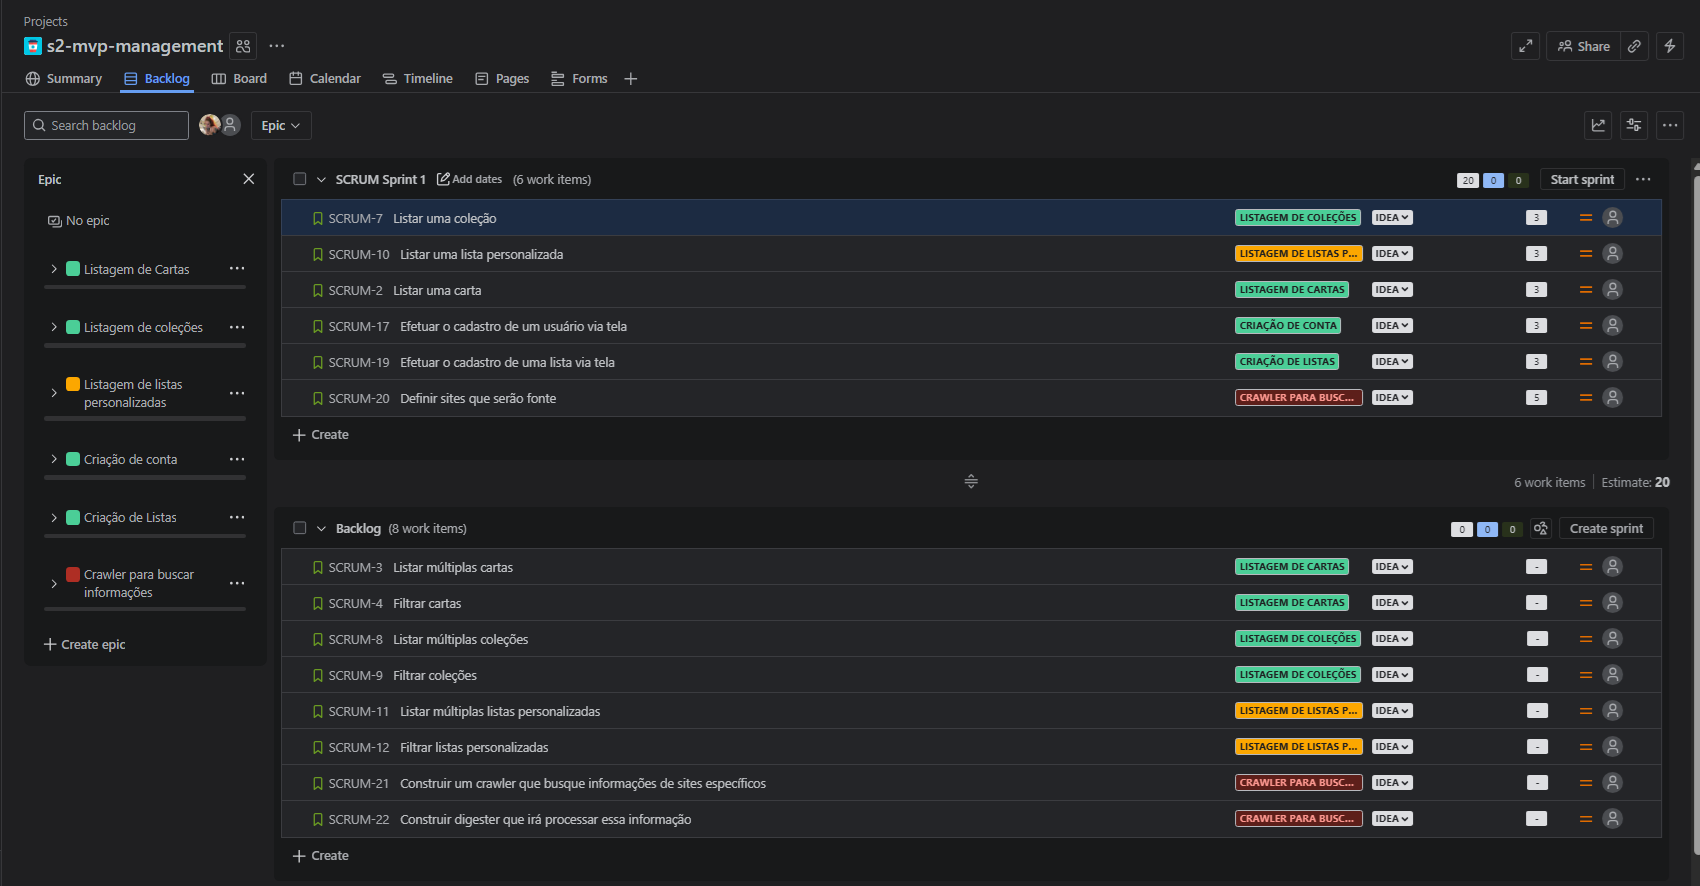 Projects
s2-mvp-management
Share
Summary
Backlog
Board
Calendar
Timeline
Pages
Forms
Search backlog
Epic
Epic
No epic
Listagem de Cartas
Listagem de coleções
Listagem de listas
personalizadas
Criação de conta
Criação de Listas
Crawler para buscar
informações
Create epic
SCRUM Sprint 1 Add dates (6 work items) 20 0 0 Start sprint
SCRUM-7 Listar uma coleção LISTAGEM DE COLEÇÕES IDEA 3
SCRUM-10 Listar uma lista personalizada LISTAGEM DE LISTAS P... IDEA 3
SCRUM-2 Listar uma carta LISTAGEM DE CARTAS IDEA 3
SCRUM-17 Efetuar o cadastro de um usuário via tela CRIAÇÃO DE CONTA IDEA 3
SCRUM-19 Efetuar o cadastro de uma lista via tela CRIAÇÃO DE LISTAS IDEA 3
SCRUM-20 Definir sites que serão fonte CRAWLER PARA BUSC... IDEA 5
Create
6 work items Estimate: 20
Backlog (8 work items) 0 0 0 Create sprint
SCRUM-3 Listar múltiplas cartas LISTAGEM DE CARTAS IDEA -
SCRUM-4 Filtrar cartas LISTAGEM DE CARTAS IDEA -
SCRUM-8 Listar múltiplas coleções LISTAGEM DE COLEÇÕES IDEA -
SCRUM-9 Filtrar coleções LISTAGEM DE COLEÇÕES IDEA -
SCRUM-11 Listar múltiplas listas personalizadas LISTAGEM DE LISTAS P... IDEA -
SCRUM-12 Filtrar listas personalizadas LISTAGEM DE LISTAS P... IDEA -
SCRUM-21 Construir um crawler que busque informações de sites específicos CRAWLER PARA BUSC... IDEA -
SCRUM-22 Construir digester que irá processar essa informação CRAWLER PARA BUSC... IDEA -
Create